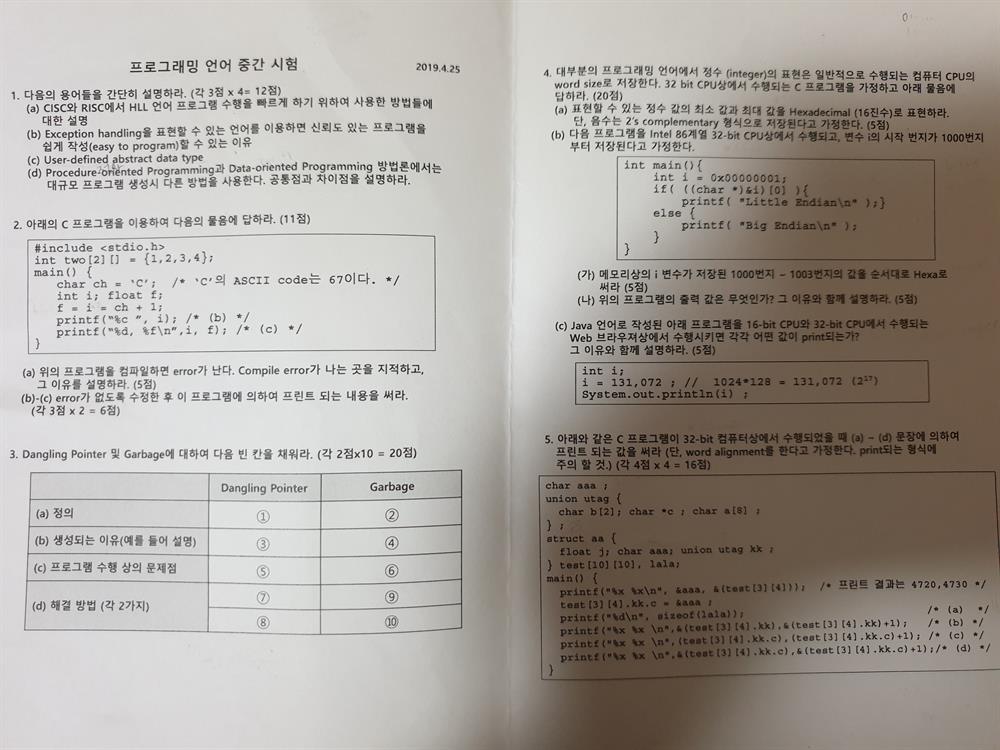 프로그래밍 언어 중간 시험
2019.4.25
1. 다음의 용어들을 간단히 설명하라. (각 3점 x 4= 12점)
(a) CISC와 RISC에서 HLL 언어 프로그램 수행을 빠르게 하기 위하여 사용한 방법들에
대한 설명
(b) Exception handling을 표현할 수 있는 언어를 이용하면 신뢰도 있는 프로그램을
쉽게 작성(easy to program)할 수 있는 이유
(c) User-defined abstract data type
(d) Procedure-oriented Programming과 Data-oriented Programming 방법론에서는
대규모 프로그램 생성시 다른 방법을 사용한다. 공통점과 차이점을 설명하라.
2. 아래의 C 프로그램을 이용하여 다음의 물음에 답하라. (11점)
#include <stdio.h>
int two[2][] = {1,2,3,4};
main() {
char ch = 'C'; /* 'C'의 ASCII code는 67이다. */
int i; float f;
f = i = ch + 1;
printf("%c ", i); /* (b) */
printf("%d, %f\n",i, f); /* (c) */
}
(a) 위의 프로그램을 컴파일하면 error가 난다. Compile error가 나는 곳을 지적하고,
그 이유를 설명하라. (5점)
(b)-(c) error가 없도록 수정한 후 이 프로그램에 의하여 프린트 되는 내용을 써라.
(각 3점 x 2 = 6점)
3. Dangling Pointer 및 Garbage에 대하여 다음 빈 칸을 채워라. (각 2점x10 = 20점)
Dangling Pointer Garbage
(a) 정의 ① ②
(b) 생성되는 이유(예를 들어 설명) ③ ④
(c) 프로그램 수행 상의 문제점 ⑤ ⑥
(d) 해결 방법 (각 2가지) ⑦ ⑨
⑧ ⑩
4. 대부분의 프로그래밍 언어에서 정수 (integer)의 표현은 일반적으로 수행되는 컴퓨터 CPU의
word size로 저장한다. 32 bit CPU상에서 수행되는 C 프로그램을 가정하고 아래 물음에
답하라. (20점)
(a) 표현할 수 있는 정수 값의 최소 값과 최대 값을 Hexadecimal (16진수)로 표현하라.
단, 음수는 2's complementary 형식으로 저장된다고 가정한다. (5점)
(b) 다음 프로그램을 Intel 86계열 32-bit CPU상에서 수행되고, 변수 i의 시작 번지가 1000번지
부터 저장된다고 가정한다.
int main(){
int i = 0x00000001;
if( ((char *)&i)[0] ){
printf( "Little Endian\n" );}
else {
printf( "Big Endian\n" );
}
}
(가) 메모리상의 i 변수가 저장된 1000번지 – 1003번지의 값을 순서대로 Hexa로
써라 (5점)
(나) 위의 프로그램의 출력 값은 무엇인가? 그 이유와 함께 설명하라. (5점)
(c) Java 언어로 작성된 아래 프로그램을 16-bit CPU와 32-bit CPU에서 수행되는
Web 브라우저상에서 수행시키면 각각 어떤 값이 print되는가?
그 이유와 함께 설명하라. (5점)
int i;
i = 131,072 ; // 1024*128 = 131,072 (2¹⁷)
System.out.println(i) ;
5. 아래와 같은 C 프로그램이 32-bit 컴퓨터상에서 수행되었을 때 (a) – (d) 문장에 의하여
프린트 되는 값을 써라 (단, word alignment를 한다고 가정한다. print되는 형식에
주의 할 것.) (각 4점 x 4 = 16점)
char aaa ;
union utag {
char b[2]; char *c ; char a[8] ;
} ;
struct aa {
float j; char aaa; union utag kk ;
} test[10][10], lala;
main() {
printf("%x %x\n", &aaa, &(test[3][4])); /* 프린트 결과는 4720,4730 */
test[3][4].kk.c = &aaa ;
printf("%d\n", sizeof(lala)); /* (a) */
printf("%x %x \n", &(test[3][4].kk),&(test[3][4].kk)+1); /* (b) */
printf("%x %x \n", (test[3][4].kk.c), (test[3][4].kk.c)+1); /* (c) */
printf("%x %x \n",&(test[3][4].kk.c),&(test[3][4].kk.c)+1);/* (d) */
}